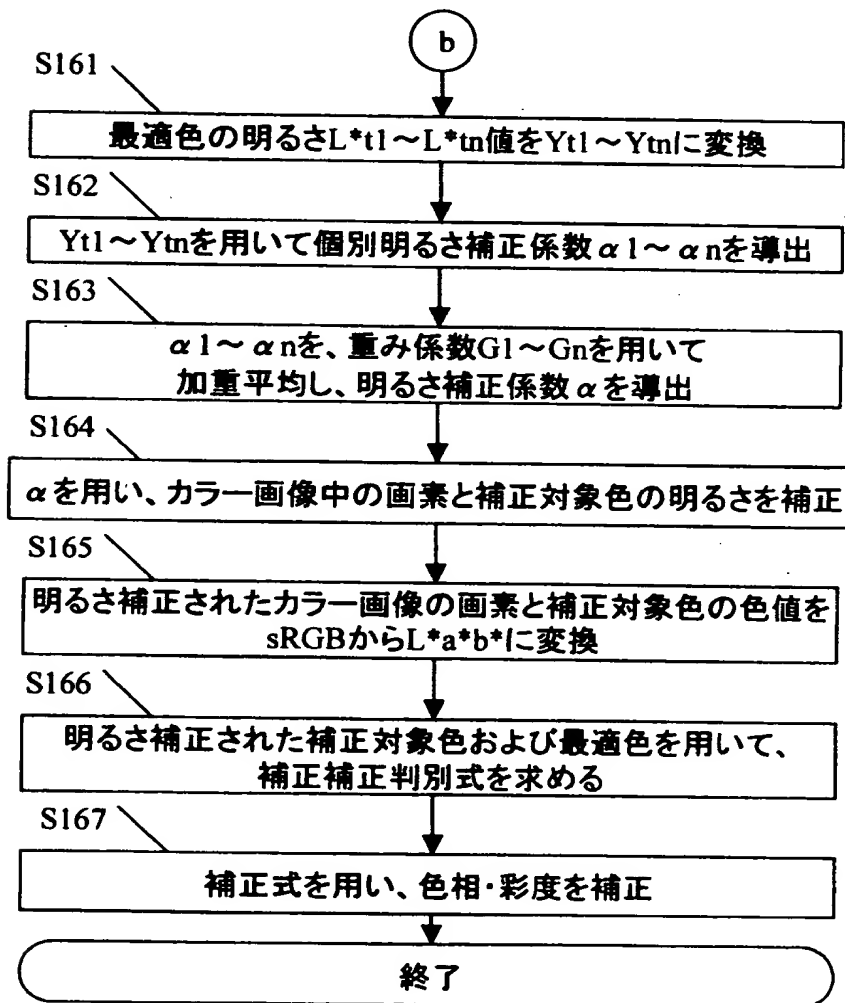 b
S161
最適色の明るさL*t1～L*tn値をYt1～Ytnに変換
S162
Yt1～Ytnを用いて個別明るさ補正係数α1～αnを導出
S163
α1～αnを、重み係数G1～Gnを用いて
加重平均し、明るさ補正係数αを導出
S164
αを用い、カラー画像中の画素と補正対象色の明るさを補正
S165
明るさ補正されたカラー画像の画素と補正対象色の色値を
sRGBからL*a*b*に変換
S166
明るさ補正された補正対象色および最適色を用いて、
補正補正判別式を求める
S167
補正式を用い、色相・彩度を補正
終了